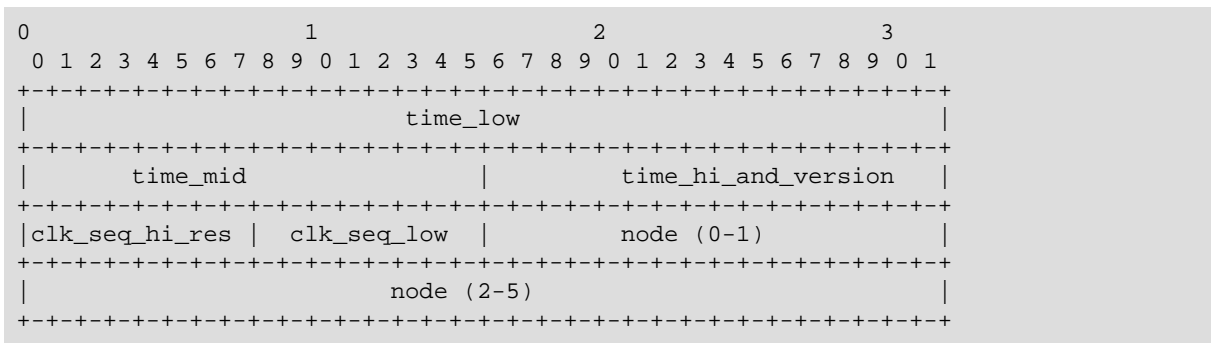 0                   1                   2                   3
 0 1 2 3 4 5 6 7 8 9 0 1 2 3 4 5 6 7 8 9 0 1 2 3 4 5 6 7 8 9 0 1
+-+-+-+-+-+-+-+-+-+-+-+-+-+-+-+-+-+-+-+-+-+-+-+-+-+-+-+-+-+-+-+-+
|                          time_low                             |
+-+-+-+-+-+-+-+-+-+-+-+-+-+-+-+-+-+-+-+-+-+-+-+-+-+-+-+-+-+-+-+-+
|       time_mid                |         time_hi_and_version   |
+-+-+-+-+-+-+-+-+-+-+-+-+-+-+-+-+-+-+-+-+-+-+-+-+-+-+-+-+-+-+-+-+
|clk_seq_hi_res |  clk_seq_low  |         node (0-1)            |
+-+-+-+-+-+-+-+-+-+-+-+-+-+-+-+-+-+-+-+-+-+-+-+-+-+-+-+-+-+-+-+-+
|                         node (2-5)                            |
+-+-+-+-+-+-+-+-+-+-+-+-+-+-+-+-+-+-+-+-+-+-+-+-+-+-+-+-+-+-+-+-+